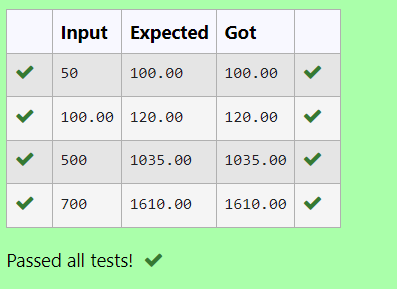 Input Expected Got
50 100.00 100.00
100.00 120.00 120.00
500 1035.00 1035.00
700 1610.00 1610.00
Passed all tests!